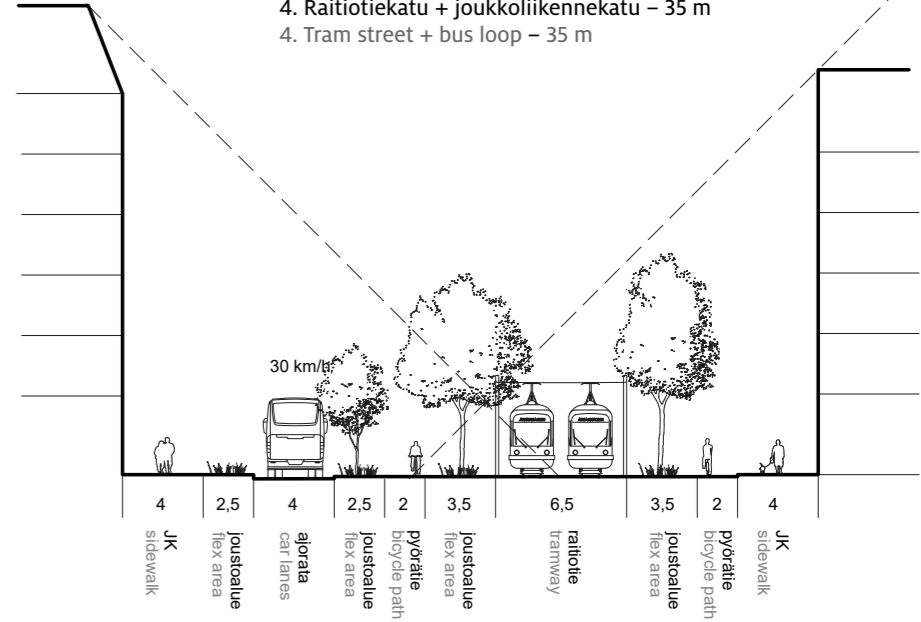 4. Raitiotiekatu + joukkoliikennekatu – 35 m
4. Tram street + bus loop – 35 m
30 km/h
4 2,5 4 2,5 2 3,5 6,5 3,5 2 4
JK
sidewalk
joustoalue
flex area
ajorata
car lanes
joustoalue
flex area
pyörätie
bicycle path
joustoalue
flex area
raitiotie
tramway
joustoalue
flex area
pyörätie
bicycle path
JK
sidewalk